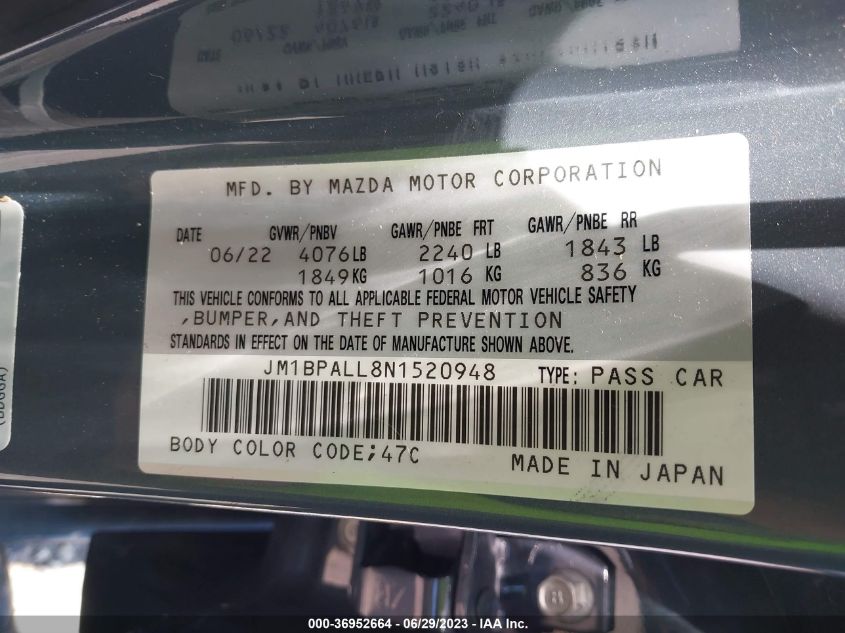 MFD. BY MAZDA MOTOR CORPORATION
DATE GVWR/PNBV GAWR/PNBE FRT GAWR/PNBE RR
06/22 4076LB 2240 LB 1843 LB
1849KG 1016 KG 836 KG
THIS VEHICLE CONFORMS TO ALL APPLICABLE FEDERAL MOTOR VEHICLE SAFETY
,BUMPER,AND THEFT PREVENTION
STANDARDS IN EFFECT ON THE DATE OF MANUFACTURE SHOWN ABOVE.
JM1BPALL8N1520948 TYPE: PASS CAR
BODY COLOR CODE;47C
MADE IN JAPAN
(BDGGA)
000-36952664 - 06/29/2023 - IAA Inc.